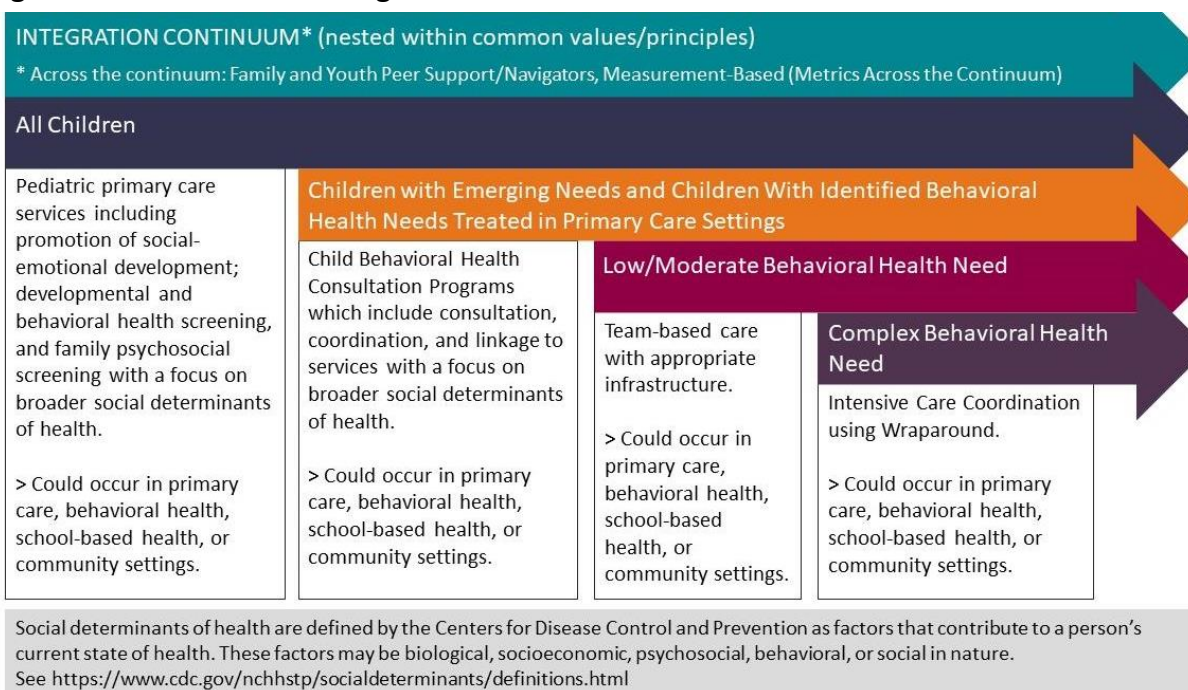 INTEGRATION CONTINUUM* (nested within common values/principles)
* Across the continuum: Family and Youth Peer Support/Navigators, Measurement-Based (Metrics Across the Continuum)
All Children
Pediatric primary care
services including
promotion of social-
emotional development;
developmental and
behavioral health screening,
and family psychosocial
screening with a focus on
broader social determinants
of health.
> Could occur in primary
care, behavioral health,
school-based health, or
community settings.
Children with Emerging Needs and Children With Identified Behavioral
Health Needs Treated in Primary Care Settings
Child Behavioral Health
Consultation Programs
which include consultation,
coordination, and linkage to
services with a focus on
broader social determinants
of health.
> Could occur in primary
care, behavioral health,
school-based health, or
community settings.
Low/Moderate Behavioral Health Need
Team-based care
with appropriate
infrastructure.
> Could occur in
primary care,
behavioral health,
school-based
health, or
community settings.
Complex Behavioral Health
Need
Intensive Care Coordination
using Wraparound.
> Could occur in primary
care, behavioral health,
school-based health, or
community settings.
Social determinants of health are defined by the Centers for Disease Control and Prevention as factors that contribute to a person's
current state of health. These factors may be biological, socioeconomic, psychosocial, behavioral, or social in nature.
See https://www.cdc.gov/nchhstp/socialdeterminants/definitions.html